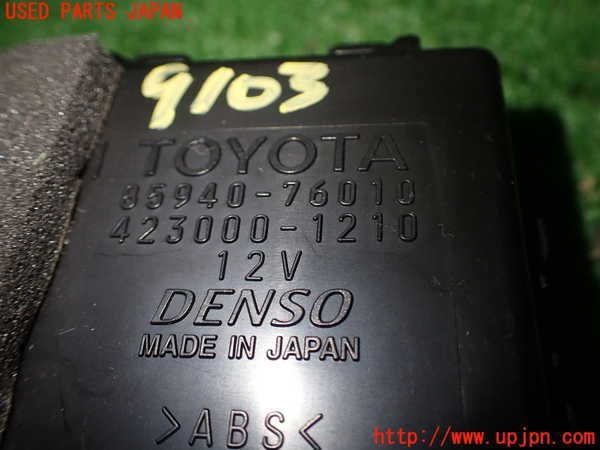 USED PARTS JAPAN
9103
TOYOTA
85940-76010
423000-1210
12V
DENSO
MADE IN JAPAN
>ABS<
http://www.upjpn.com